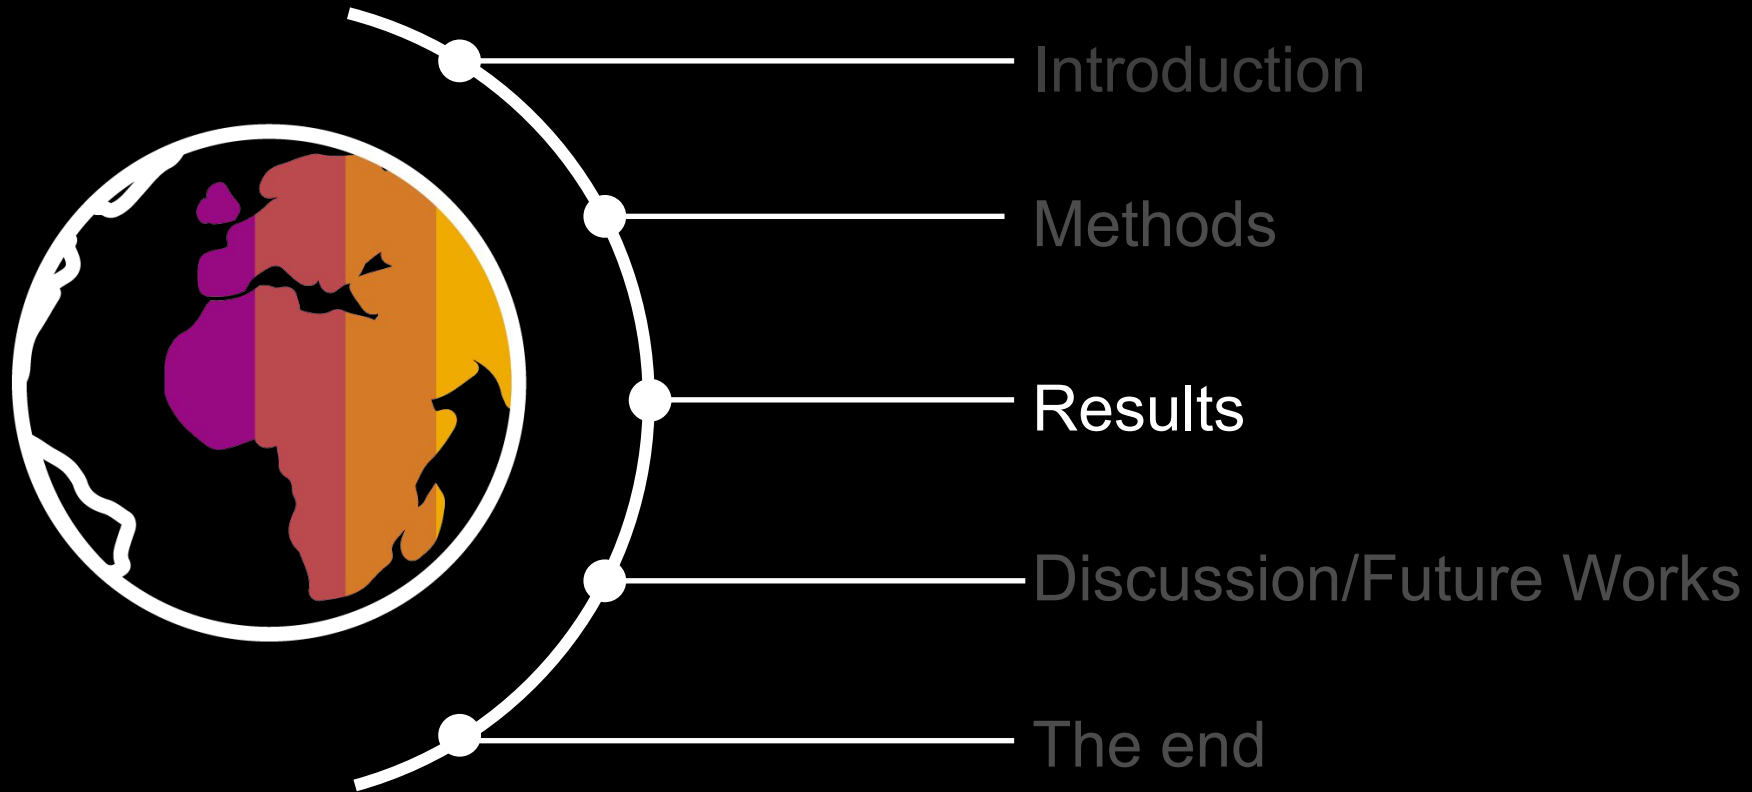 Introduction
Methods
Results
Discussion/Future Works
The end